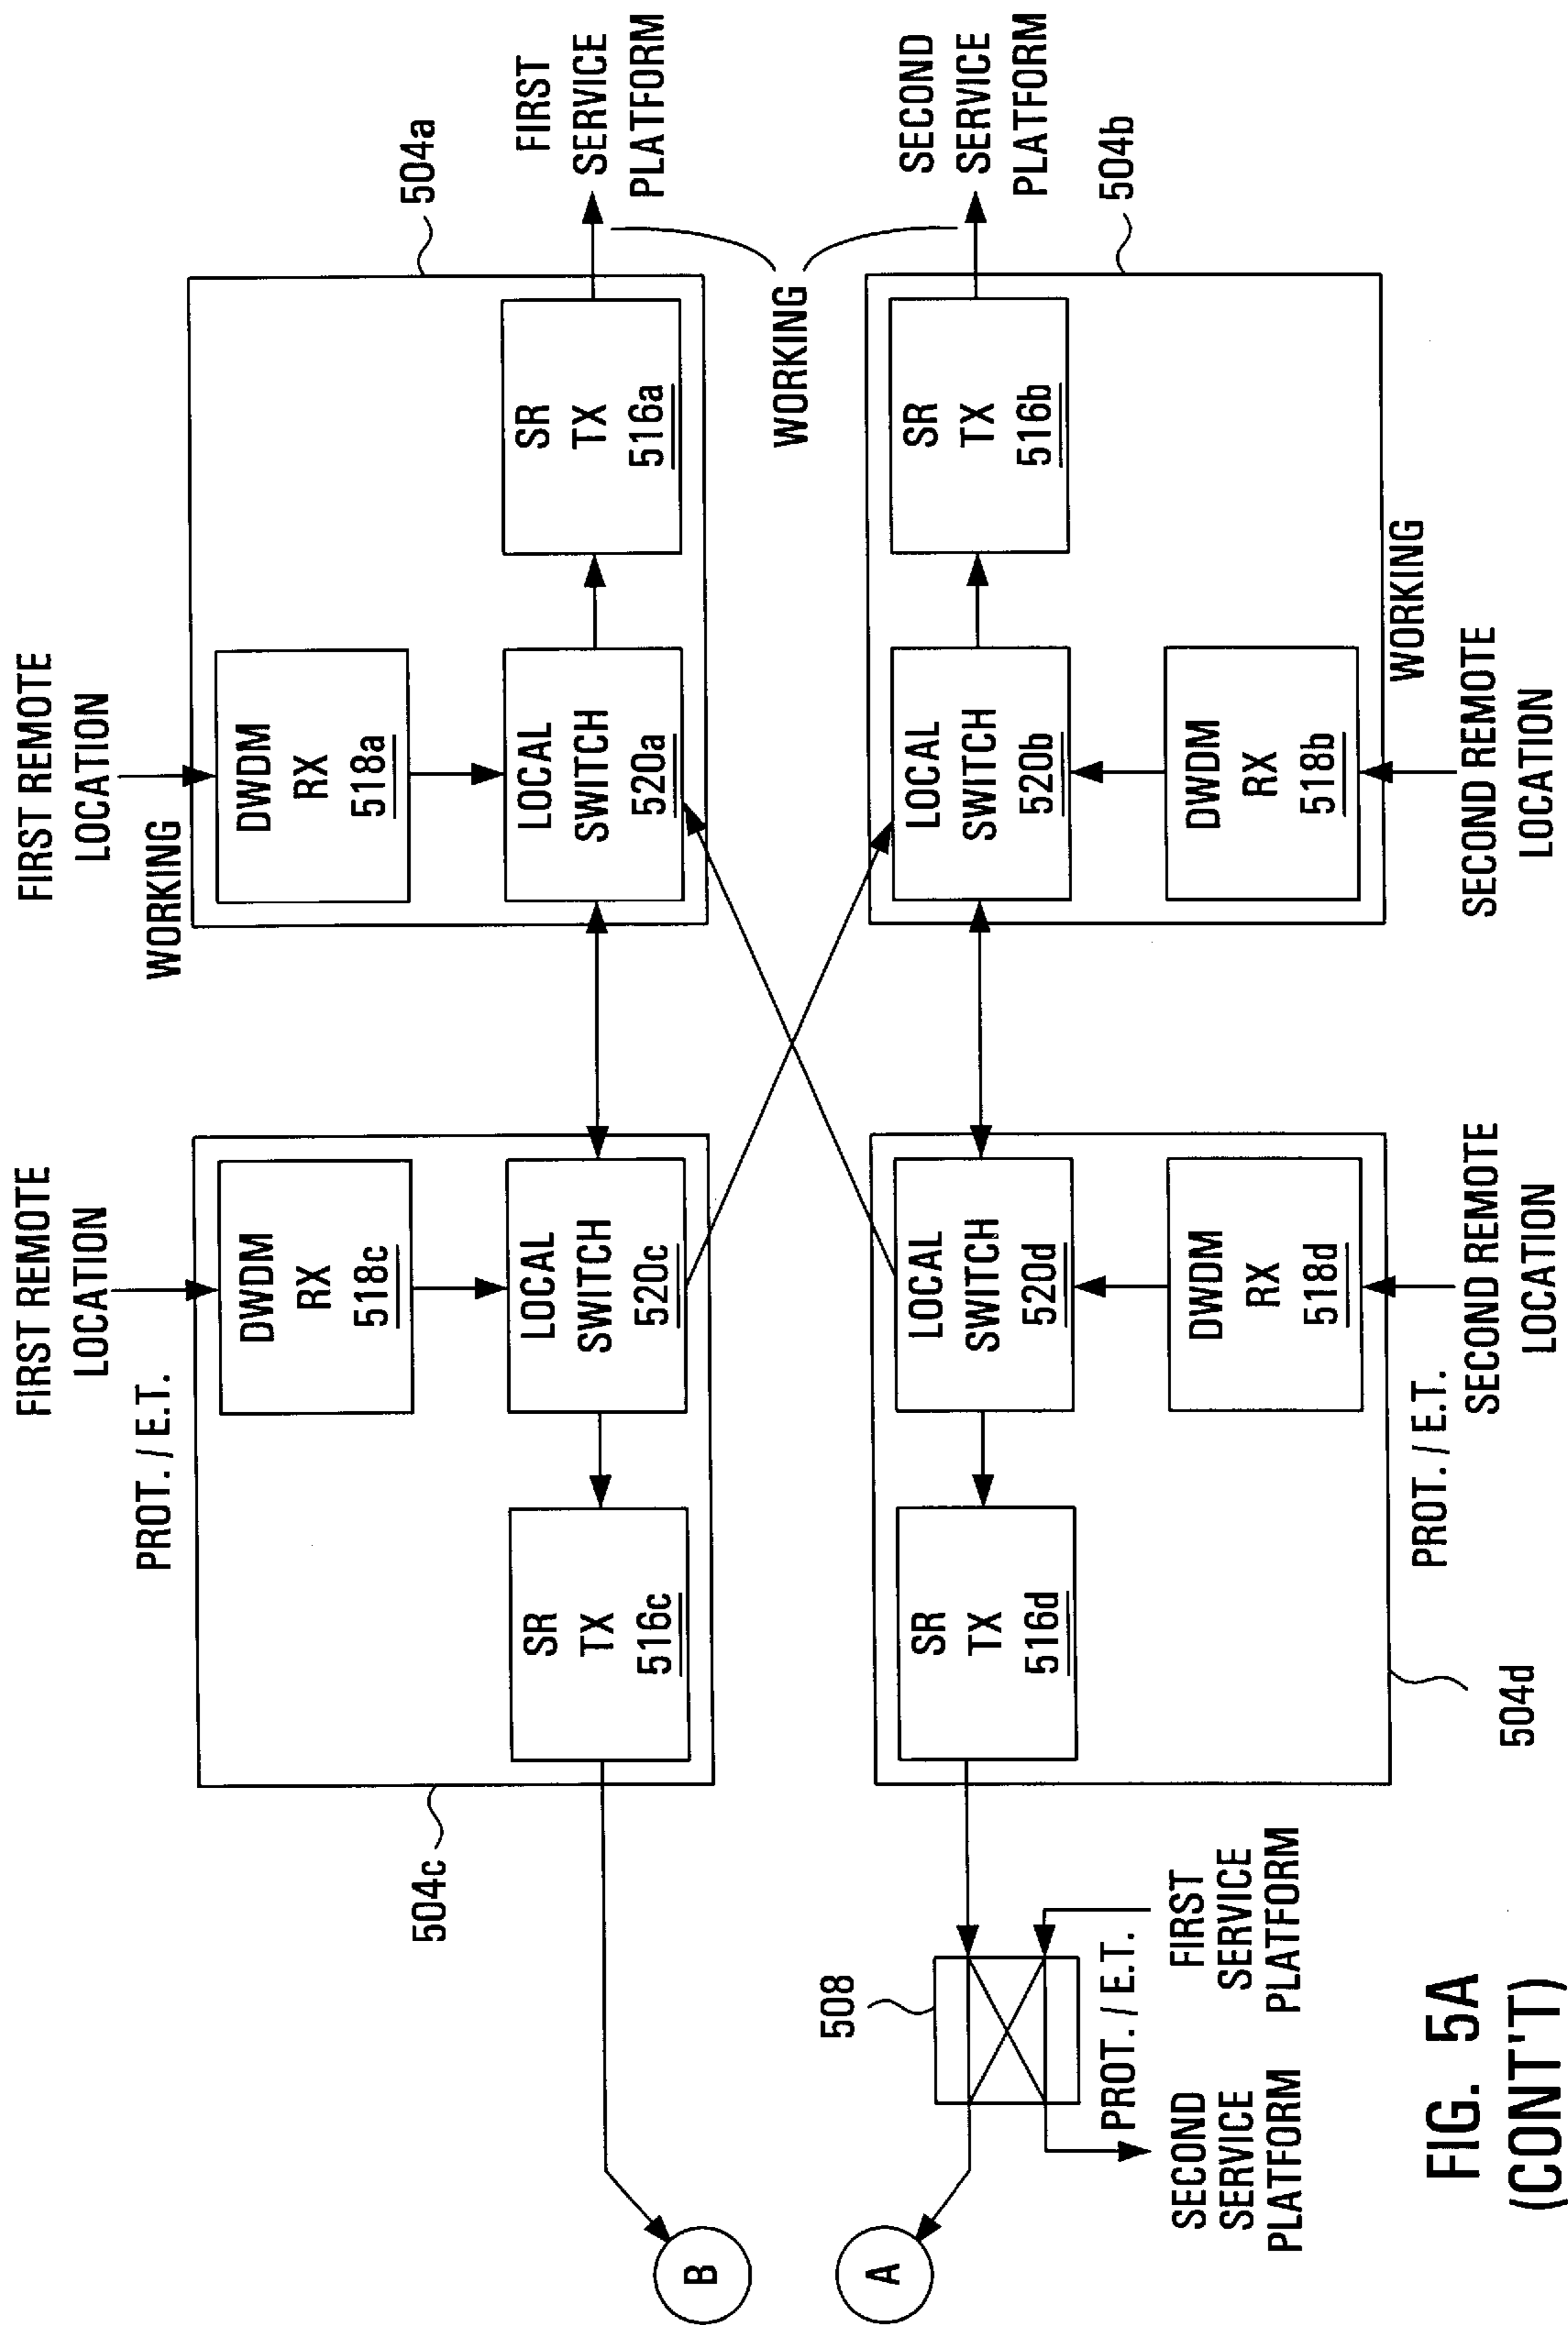 FIRST REMOTE
LOCATION
PROT. / E.T.
DWDM
RX
518c
LOCAL
SWITCH
520c
SR
TX
516c
504c
B
FIRST REMOTE
LOCATION
WORKING
DWDM
RX
518a
LOCAL
SWITCH
520a
SR
TX
516a
504a
FIRST
SERVICE
PLATFORM
WORKING
SECOND
SERVICE
PLATFORM
504b
SR
TX
516b
LOCAL
SWITCH
520b
DWDM
RX
518b
WORKING
SECOND REMOTE
LOCATION
LOCAL
SWITCH
520d
DWDM
RX
518d
SR
TX
516d
504d
PROT. / E.T.
SECOND REMOTE
LOCATION
508
A
PROT. / E.T.
SECOND
SERVICE
PLATFORM
FIRST
SERVICE
PLATFORM
FIG. 5A
(CONT'T)